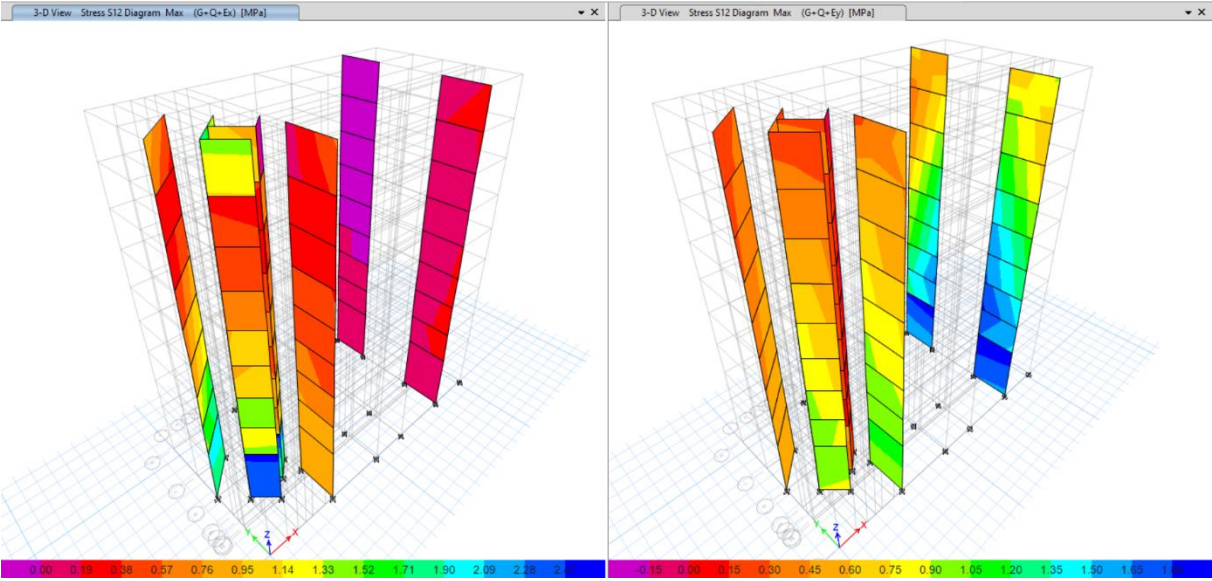 3-D View Stress S12 Diagram Max (G+Q+Ex) [MPa]
3-D View Stress S12 Diagram Max (G+Q+Ey) [MPa]
Y Z X
Y Z X
0.00 0.19 0.38 0.57 0.76 0.95 1.14 1.33 1.52 1.71 1.90 2.09 2.28
-0.15 0.00 0.15 0.30 0.45 0.60 0.75 0.90 1.05 1.20 1.35 1.50 1.65